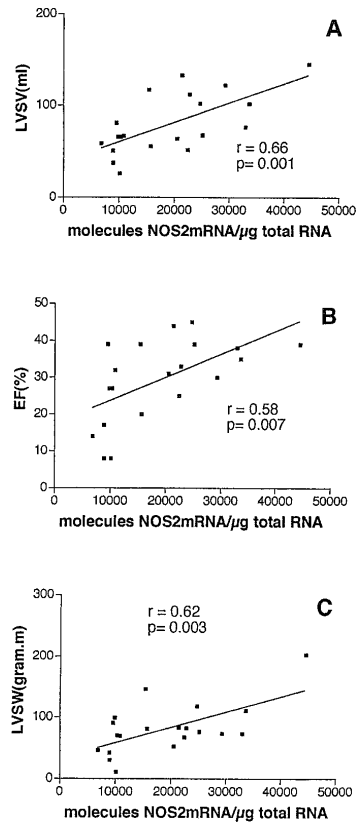 A
200
100
0
LVSV(ml)
r = 0.66
p= 0.001
0 10000 20000 30000 40000 50000
molecules NOS2mRNA/µg total RNA
B
50
40
30
20
10
0
EF(%)
r = 0.58
p= 0.007
0 10000 20000 30000 40000 50000
molecules NOS2mRNA/µg total RNA
C
300
200
100
0
LVSW(gram.m)
r = 0.62
p= 0.003
0 10000 20000 30000 40000 50000
molecules NOS2mRNA/µg total RNA